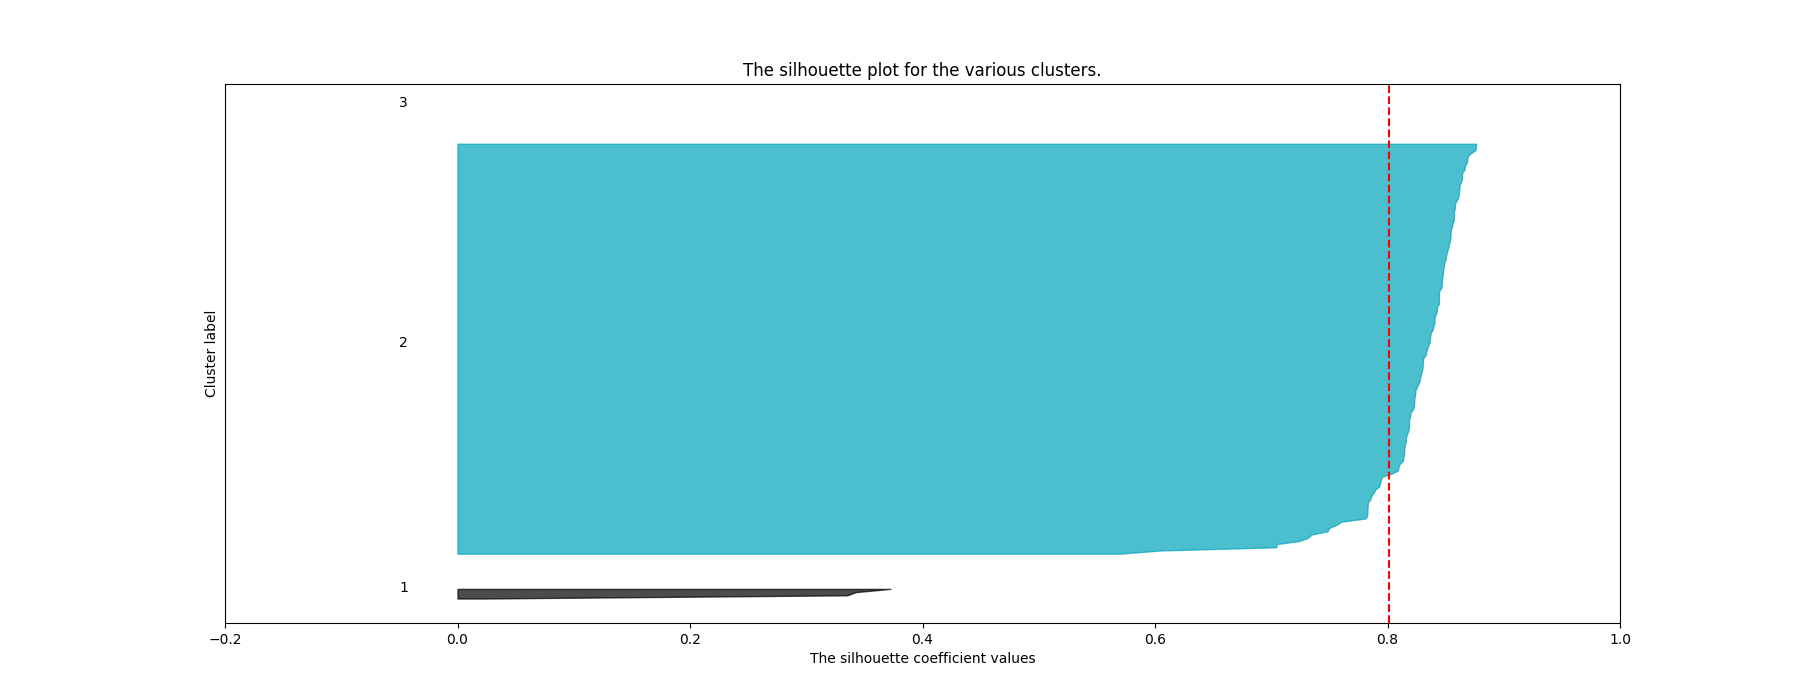 The silhouette plot for the various clusters.
3
2
1
Cluster label
−0.2 0.0 0.2 0.4 0.6 0.8 1.0
The silhouette coefficient values